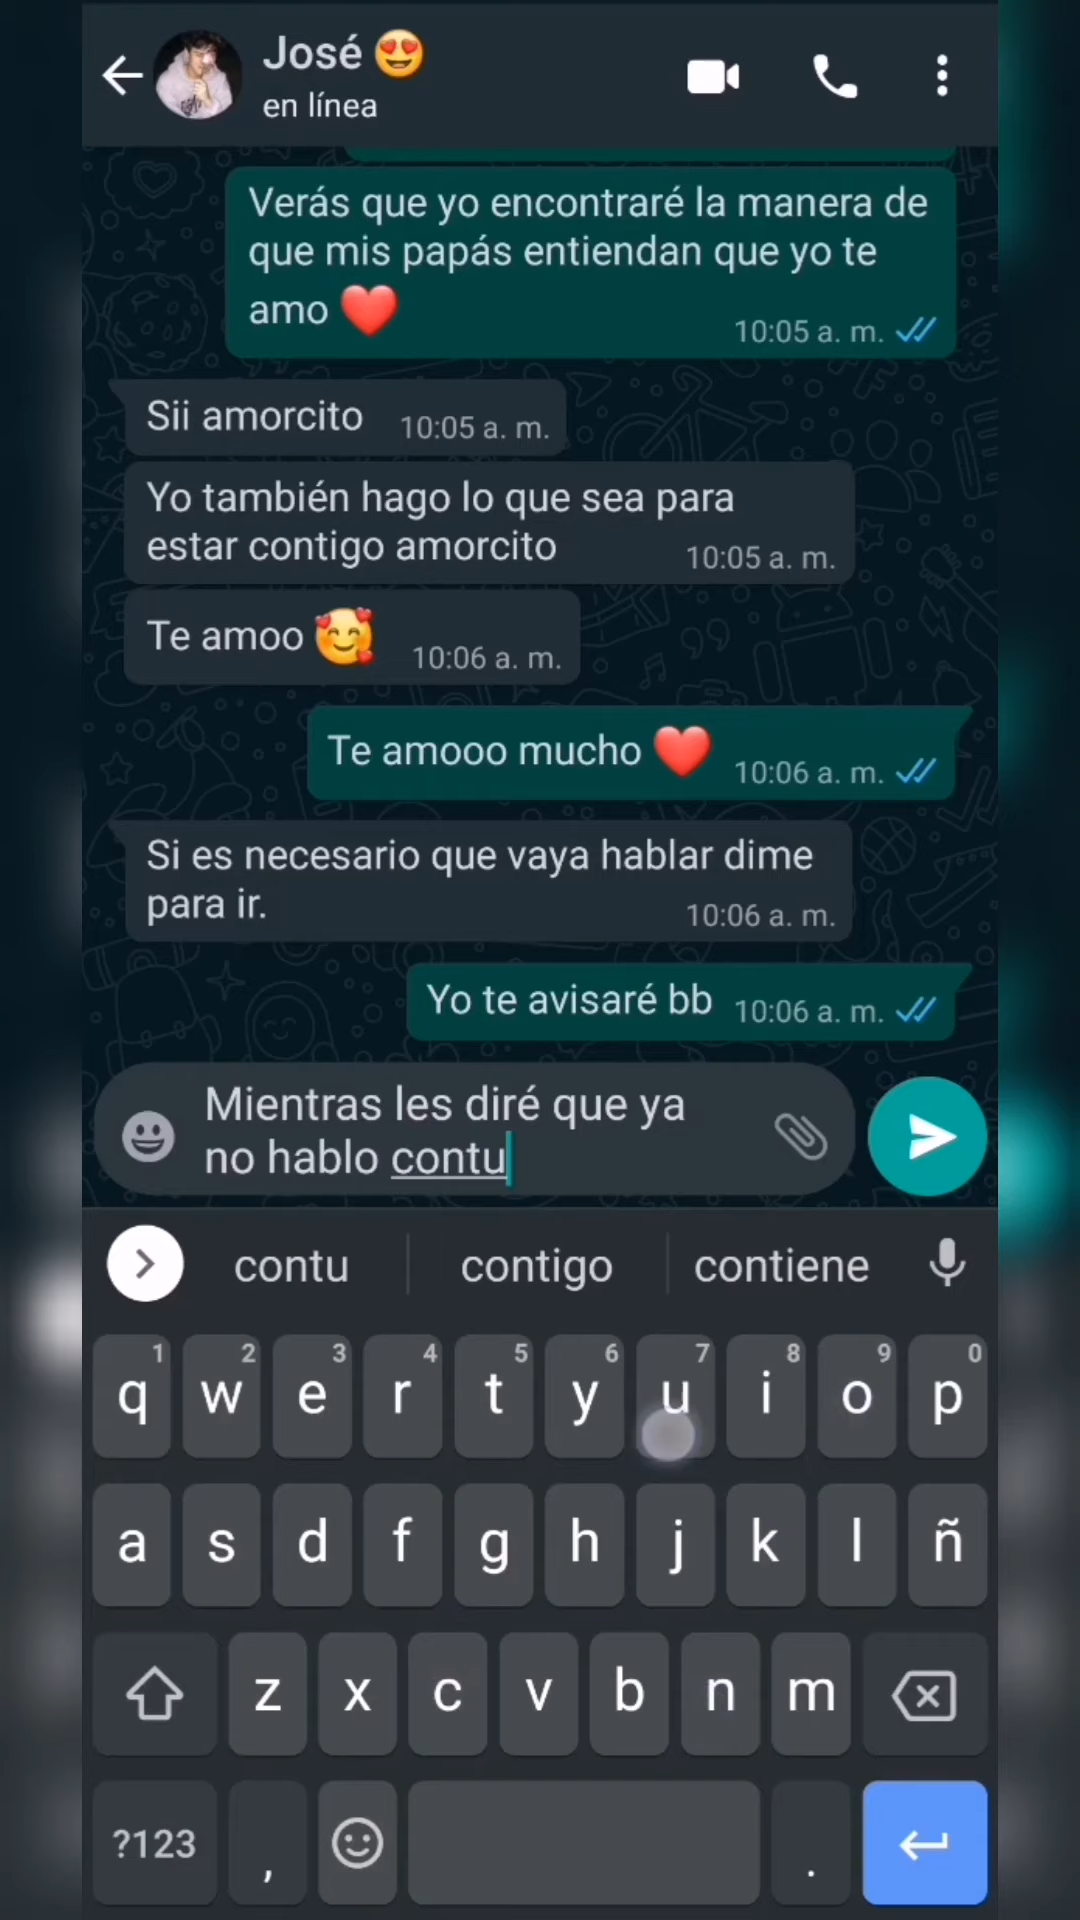 José 😍
en línea
Verás que yo encontraré la manera de
que mis papás entiendan que yo te
amo ❤️
10:05 a. m.
Sii amorcito
10:05 a. m.
Yo también hago lo que sea para
estar contigo amorcito
10:05 a. m.
Te amoo 🥰
10:06 a. m.
Te amooo mucho ❤️
10:06 a. m.
Si es necesario que vaya hablar dime
para ir.
10:06 a. m.
Yo te avisaré bb
10:06 a. m.
Mientras les diré que ya
no hablo contu
contu contigo contiene
1 2 3 4 5 6 7 8 9 0
q w e r t y u i o p
a s d f g h j k l ñ
z x c v b n m
?123 , .